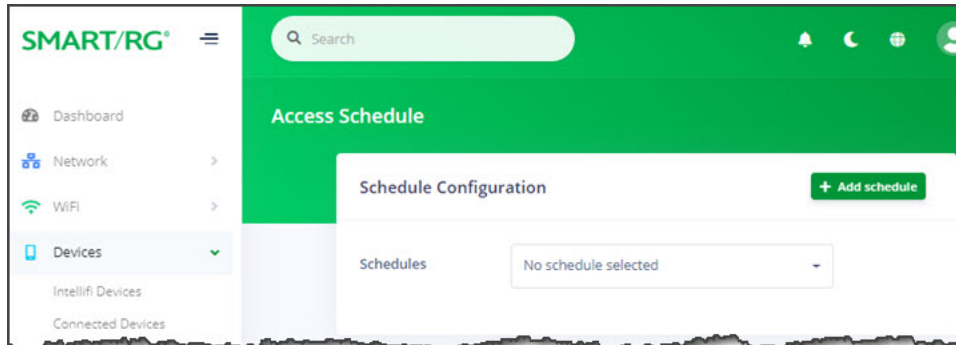 SMART/RG®
Search
Access Schedule
Dashboard
Network
WiFi
Devices
Intellifi Devices
Connected Devices
Schedule Configuration
+ Add schedule
Schedules
No schedule selected